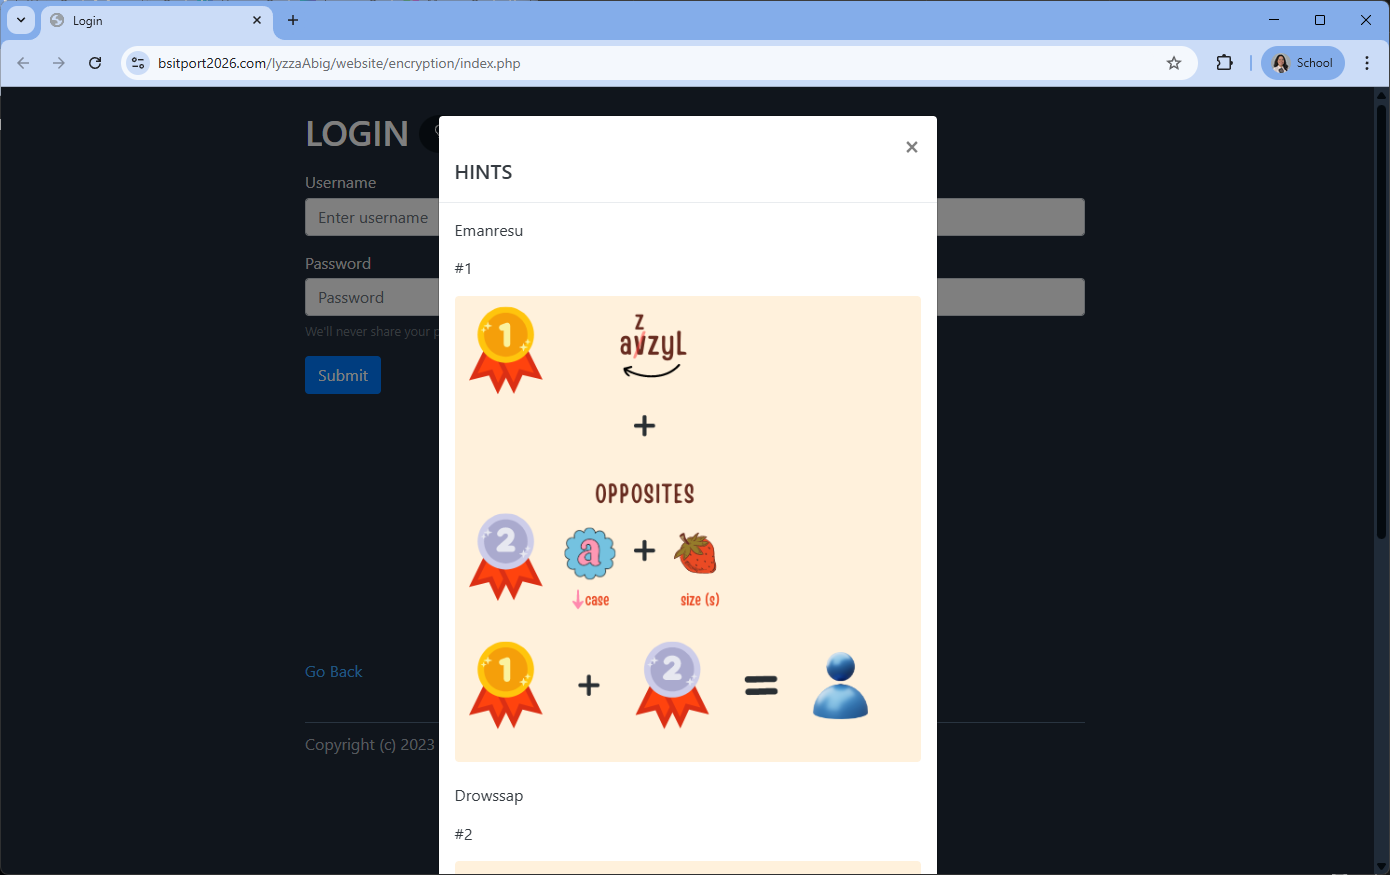 Login
bsitport2026.com/lyzzaAbig/website/encryption/index.php
School
LOGIN
HINTS
Username
Enter username
Emanresu
Password
#1
Password
We'll never share your p
Submit
1
z
avzyL
+
OPPOSITES
2
a + 
↓case
size (s)
1 + 2 =
Go Back
Copyright (c) 2023
Drowssap
#2